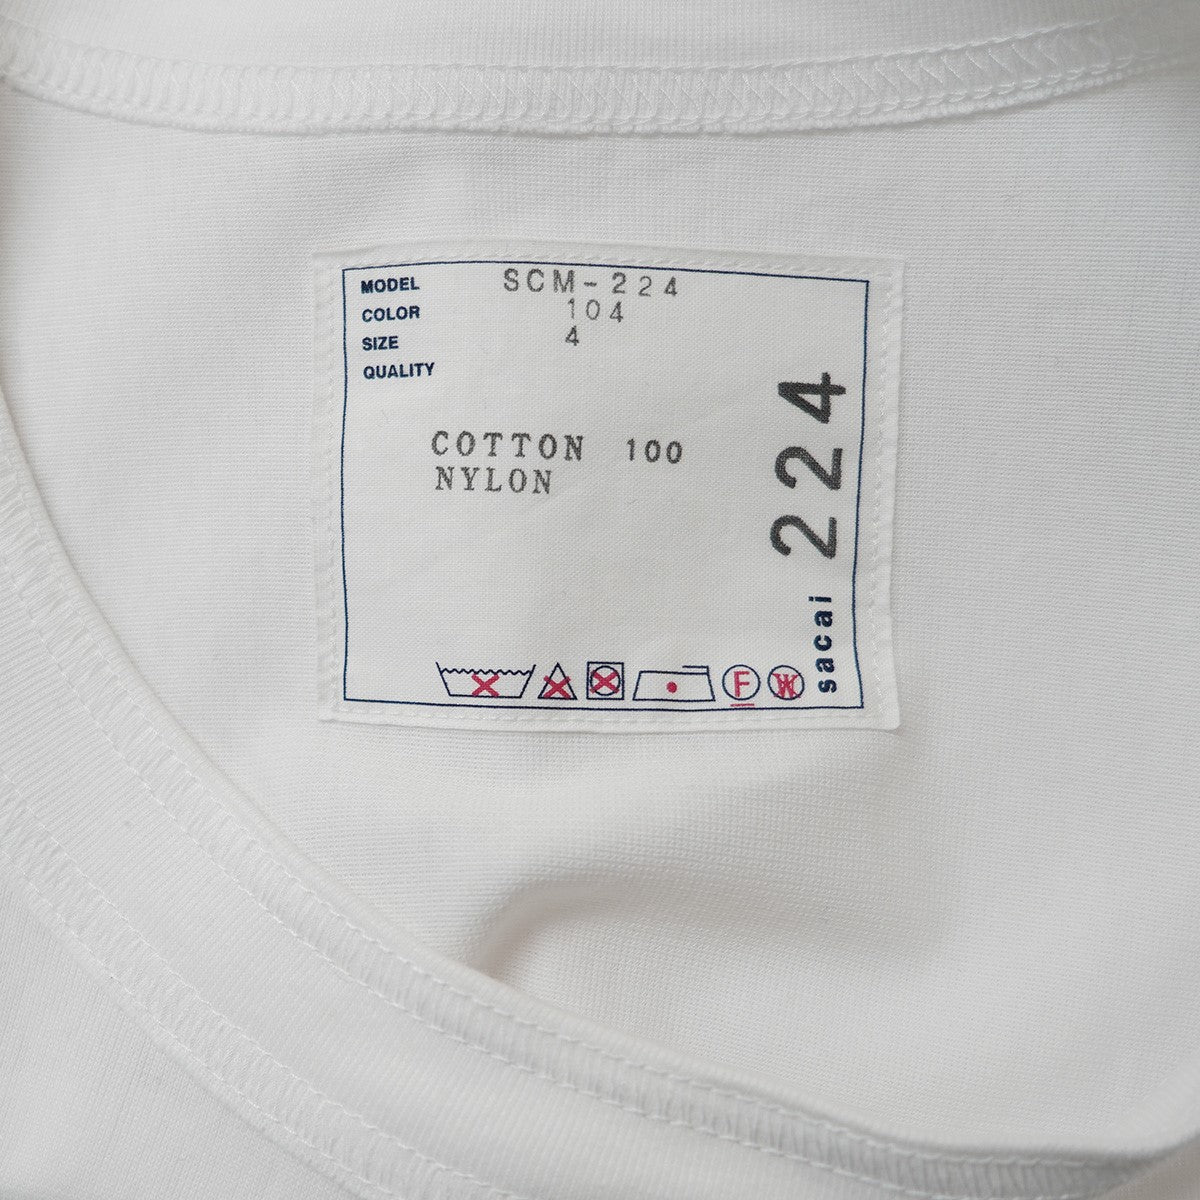 MODEL SCM-224
COLOR 104
SIZE 4
QUALITY
COTTON 100
NYLON
sacai 224
F
W